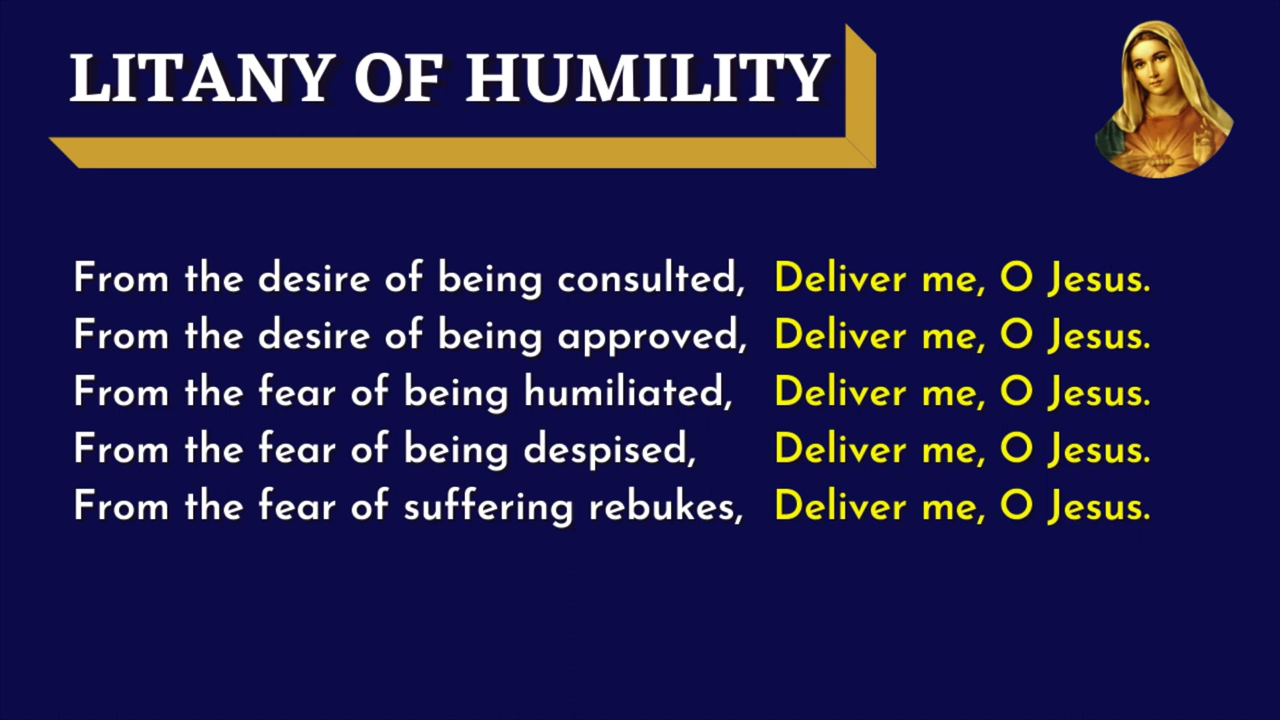 LITANY OF HUMILITY
From the desire of being consulted, Deliver me, O Jesus.
From the desire of being approved, Deliver me, O Jesus.
From the fear of being humiliated, Deliver me, O Jesus.
From the fear of being despised, Deliver me, O Jesus.
From the fear of suffering rebukes, Deliver me, O Jesus.